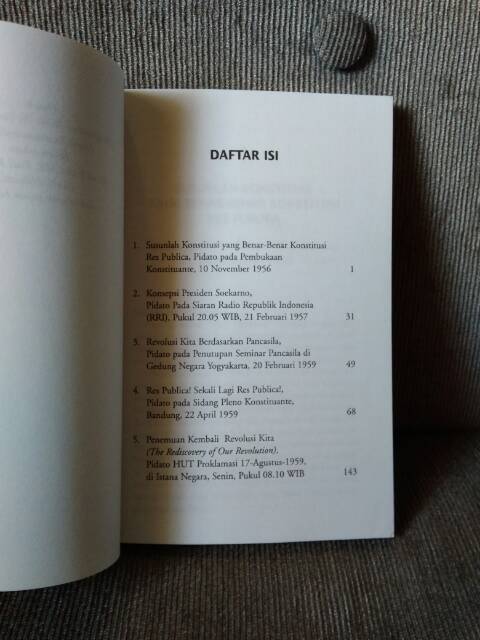 DAFTAR ISI
1. Susunlah Konstitusi yang Benar-Benar Konstitusi
Res Publica, Pidato pada Pembukaan
Konstituante, 10 November 1956 1
2. Konsepsi Presiden Soekarno,
Pidato Pada Siaran Radio Republik Indonesia
(RRI), Pukul 20.05 WIB, 21 Februari 1957 31
3. Revolusi Kita Berdasarkan Pancasila,
Pidato pada Penutupan Seminar Pancasila di
Gedung Negara Yogyakarta, 20 Februari 1959 49
4. Res Publica! Sekali Lagi Res Publica!,
Pidato pada Sidang Pleno Konstituante,
Bandung, 22 April 1959 68
5. Penemuan Kembali Revolusi Kita
(The Rediscovery of Our Revolution),
Pidato HUT Proklamasi 17-Agustus-1959,
di Istana Negara, Senin, Pukul 08.10 WIB 143